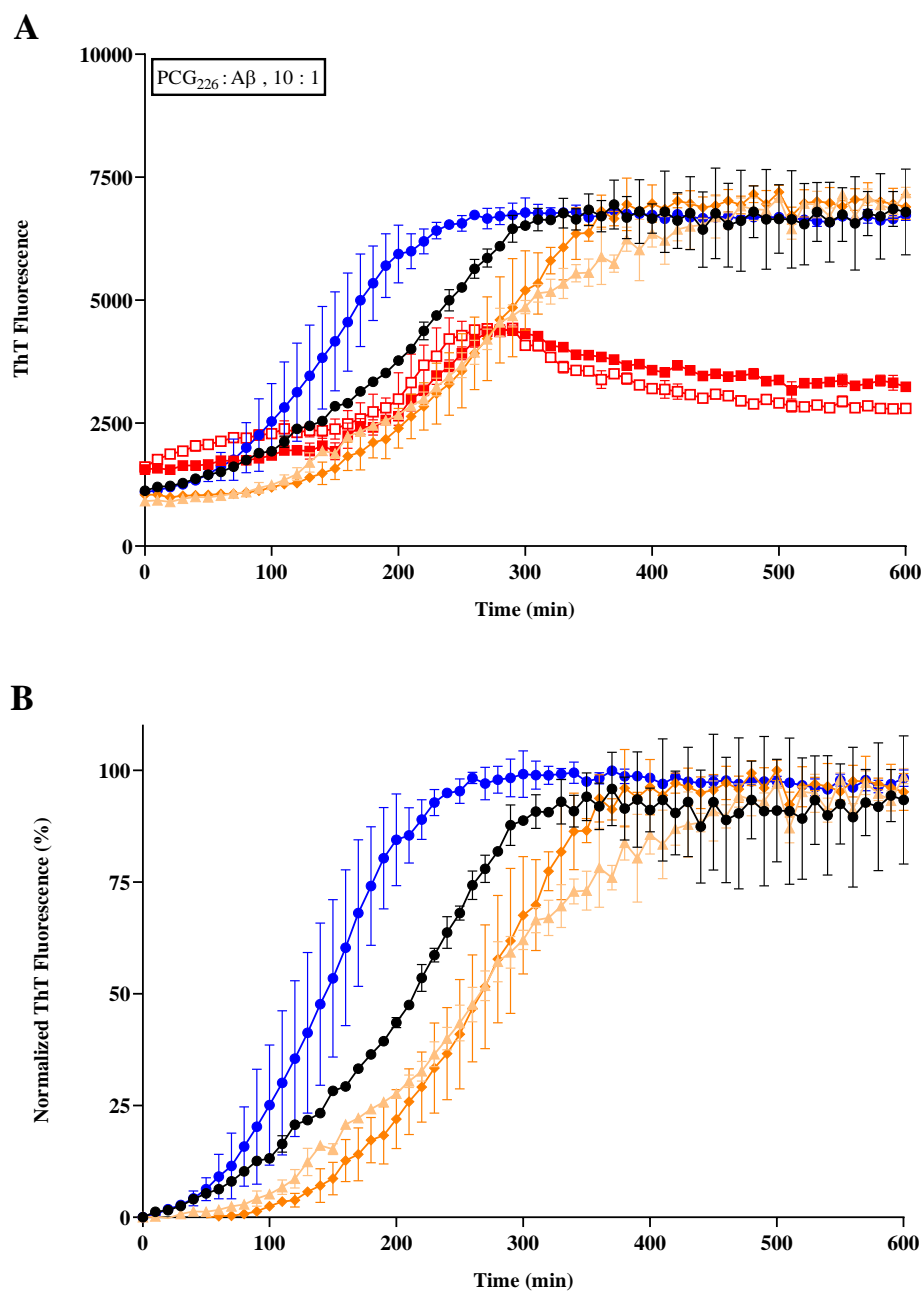 A
10000
PCG₂₂₆ : Aβ , 10 : 1
7500
5000
2500
0
ThT Fluorescence
0 100 200 300 400 500 600
Time (min)
B
100
75
50
25
0
Normalized ThT Fluorescence (%)
0 100 200 300 400 500 600
Time (min)